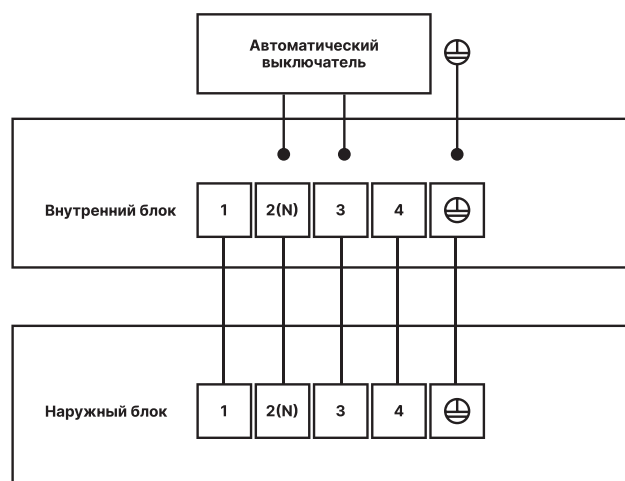 Автоматический
выключатель
Внутренний блок 1 2(N) 3 4
Наружный блок 1 2(N) 3 4